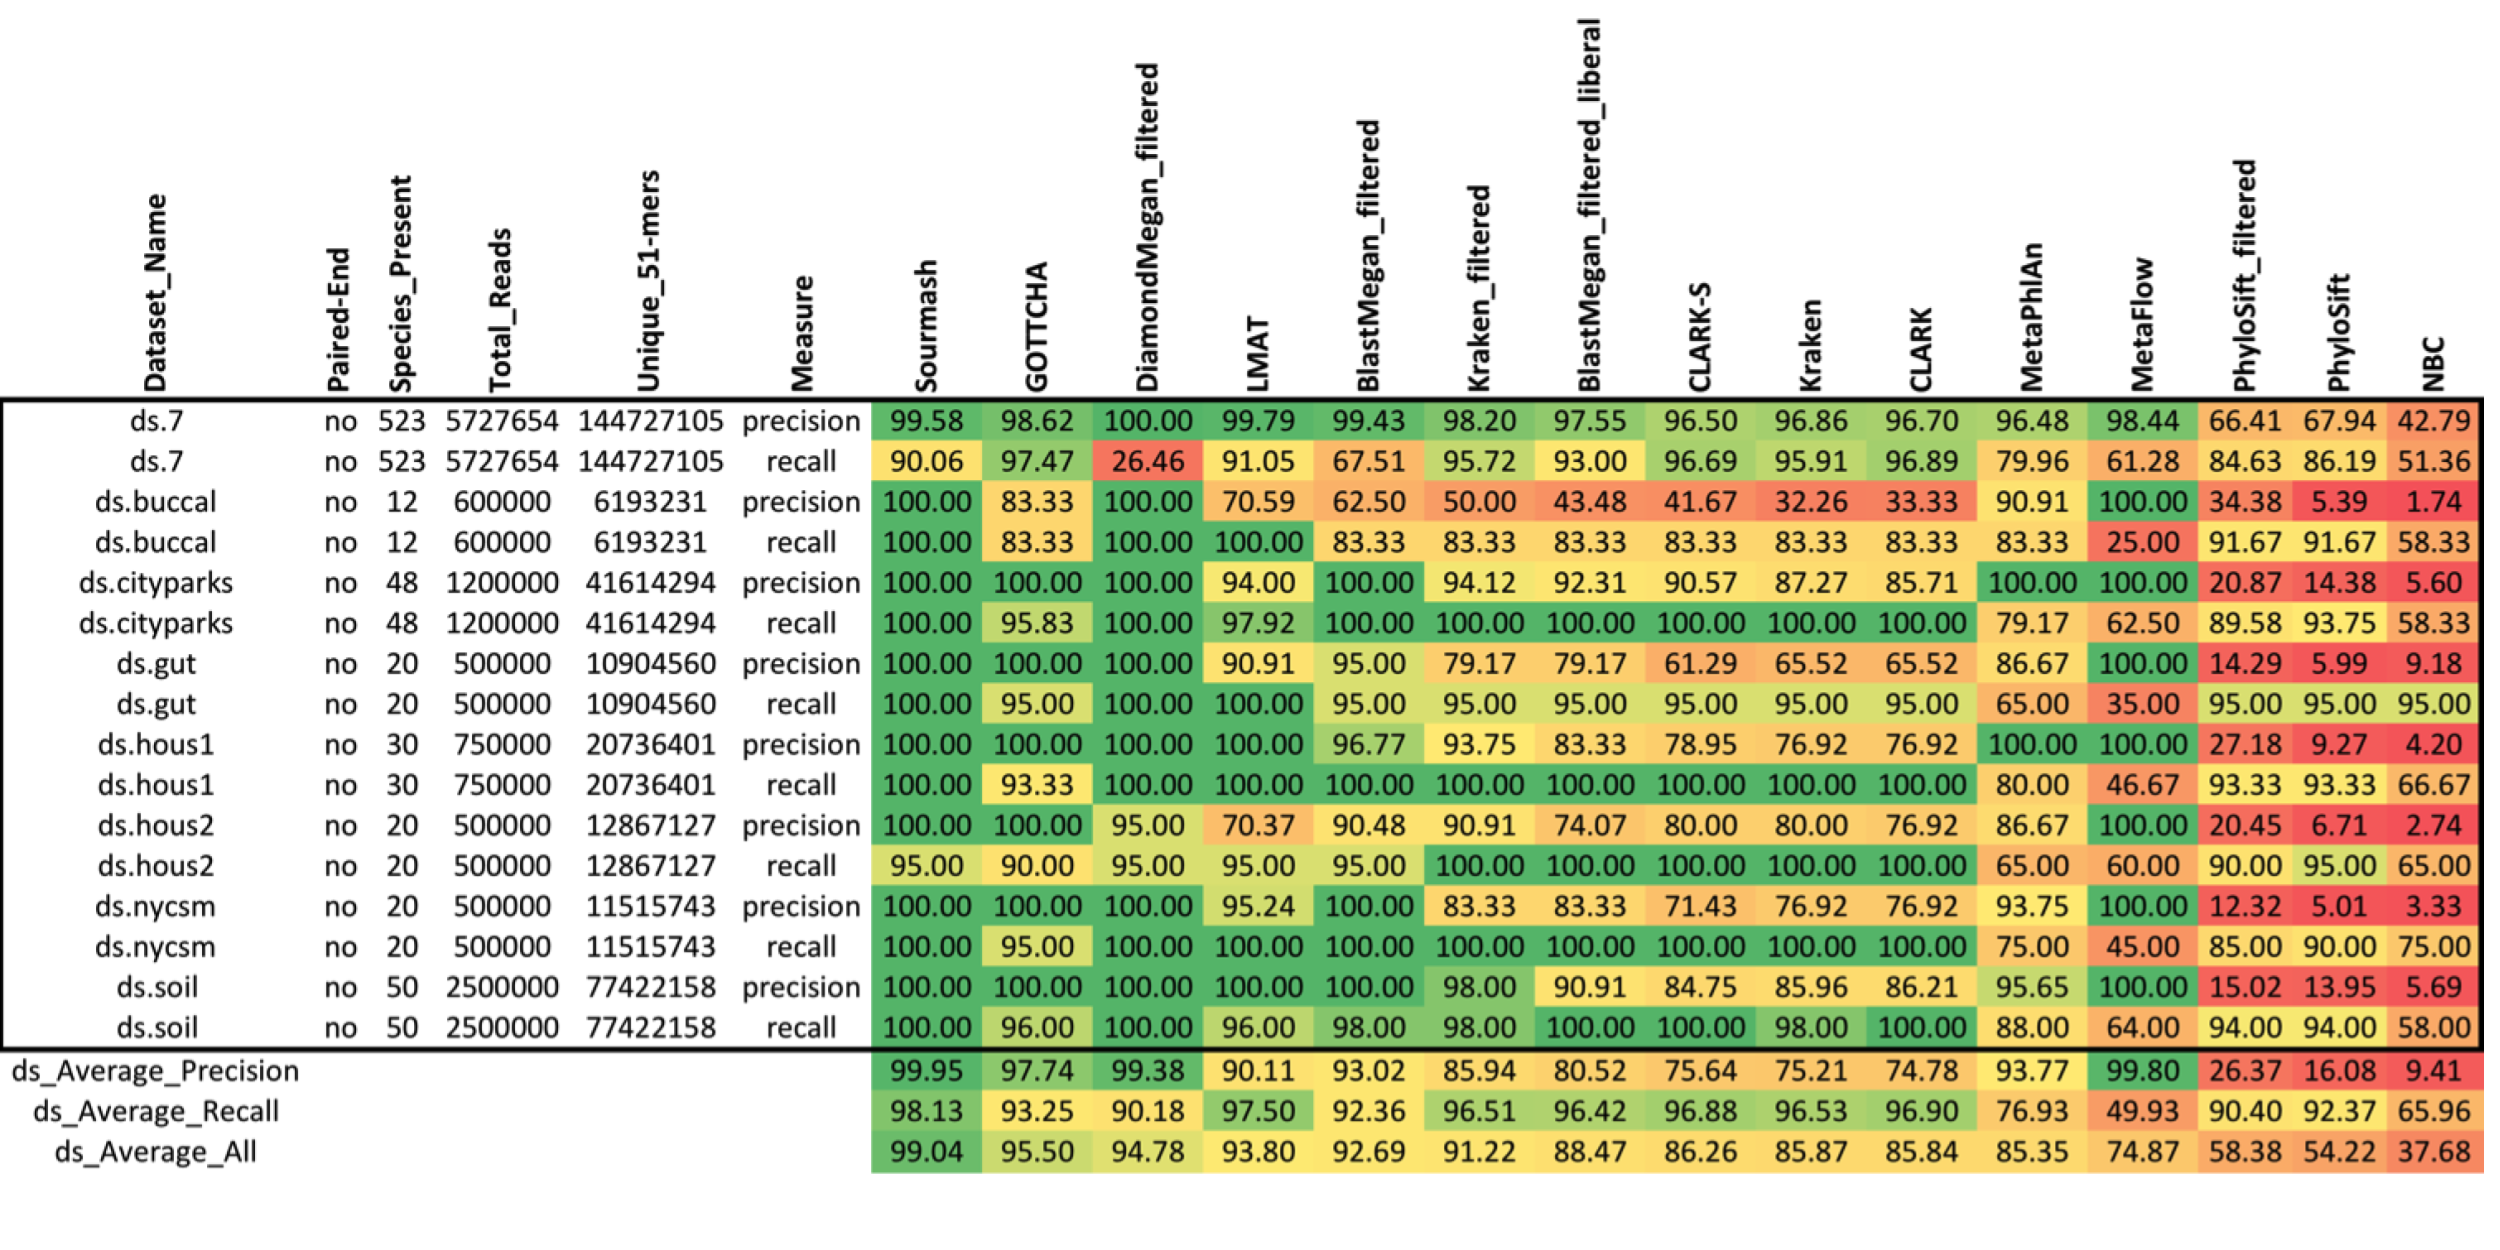 Dataset_Name Paired-End Species_Present Total_Reads Unique_51-mers Measure Sourmash GOTTCHA DiamondMegan_filtered LMAT BlastMegan_filtered Kraken_filtered BlastMegan_filtered_liberal CLARK-S Kraken CLARK MetaPhlAn MetaFlow PhyloSift_filtered PhyloSift NBC
ds.7 no 523 5727654 144727105 precision 99.58 98.62 100.00 99.79 99.43 98.20 97.55 96.50 96.86 96.70 96.48 98.44 66.41 67.94 42.79
ds.7 no 523 5727654 144727105 recall 90.06 97.47 26.46 91.05 67.51 95.72 93.00 96.69 95.91 96.89 79.96 61.28 84.63 86.19 51.36
ds.buccal no 12 600000 6193231 precision 100.00 83.33 100.00 70.59 62.50 50.00 43.48 41.67 32.26 33.33 90.91 100.00 34.38 5.39 1.74
ds.buccal no 12 600000 6193231 recall 100.00 83.33 100.00 100.00 83.33 83.33 83.33 83.33 83.33 83.33 83.33 25.00 91.67 91.67 58.33
ds.cityparks no 48 1200000 41614294 precision 100.00 100.00 100.00 94.00 100.00 94.12 92.31 90.57 87.27 85.71 100.00 100.00 20.87 14.38 5.60
ds.cityparks no 48 1200000 41614294 recall 100.00 95.83 100.00 97.92 100.00 100.00 100.00 100.00 100.00 100.00 79.17 62.50 89.58 93.75 58.33
ds.gut no 20 500000 10904560 precision 100.00 100.00 100.00 90.91 95.00 79.17 79.17 61.29 65.52 65.52 86.67 100.00 14.29 5.99 9.18
ds.gut no 20 500000 10904560 recall 100.00 95.00 100.00 100.00 95.00 95.00 95.00 95.00 95.00 95.00 65.00 35.00 95.00 95.00 95.00
ds.hous1 no 30 750000 20736401 precision 100.00 100.00 100.00 100.00 96.77 93.75 83.33 78.95 76.92 76.92 100.00 100.00 27.18 9.27 4.20
ds.hous1 no 30 750000 20736401 recall 100.00 93.33 100.00 100.00 100.00 100.00 100.00 100.00 100.00 100.00 80.00 46.67 93.33 93.33 66.67
ds.hous2 no 20 500000 12867127 precision 100.00 100.00 95.00 70.37 90.48 90.91 74.07 80.00 80.00 76.92 86.67 100.00 20.45 6.71 2.74
ds.hous2 no 20 500000 12867127 recall 95.00 90.00 95.00 95.00 95.00 100.00 100.00 100.00 100.00 100.00 65.00 60.00 90.00 95.00 65.00
ds.nycsm no 20 500000 11515743 precision 100.00 100.00 100.00 95.24 100.00 83.33 83.33 71.43 76.92 76.92 93.75 100.00 12.32 5.01 3.33
ds.nycsm no 20 500000 11515743 recall 100.00 95.00 100.00 100.00 100.00 100.00 100.00 100.00 100.00 100.00 75.00 45.00 85.00 90.00 75.00
ds.soil no 50 2500000 77422158 precision 100.00 100.00 100.00 100.00 100.00 98.00 90.91 84.75 85.96 86.21 95.65 100.00 15.02 13.95 5.69
ds.soil no 50 2500000 77422158 recall 100.00 96.00 100.00 96.00 98.00 98.00 100.00 100.00 98.00 100.00 88.00 64.00 94.00 94.00 58.00
ds_Average_Precision 99.95 97.74 99.38 90.11 93.02 85.94 80.52 75.64 75.21 74.78 93.77 99.80 26.37 16.08 9.41
ds_Average_Recall 98.13 93.25 90.18 97.50 92.36 96.51 96.42 96.88 96.53 96.90 76.93 49.93 90.40 92.37 65.96
ds_Average_All 99.04 95.50 94.78 93.80 92.69 91.22 88.47 86.26 85.87 85.84 85.35 74.87 58.38 54.22 37.68